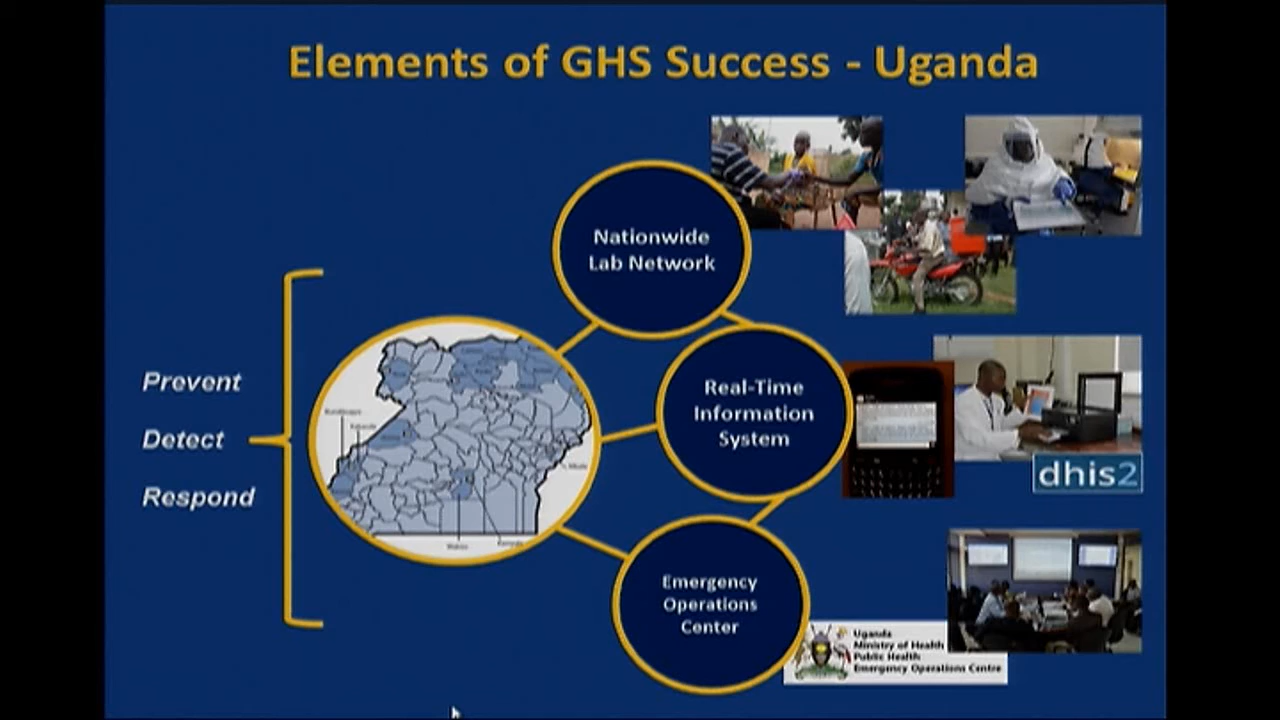 Elements of GHS Success - Uganda
Nationwide
Lab Network
Prevent
Detect
Respond
Real-Time
Information
System
dhis2
Emergency
Operations
Center
Uganda
Ministry of Health
Public Health
Emergency Operations Centre